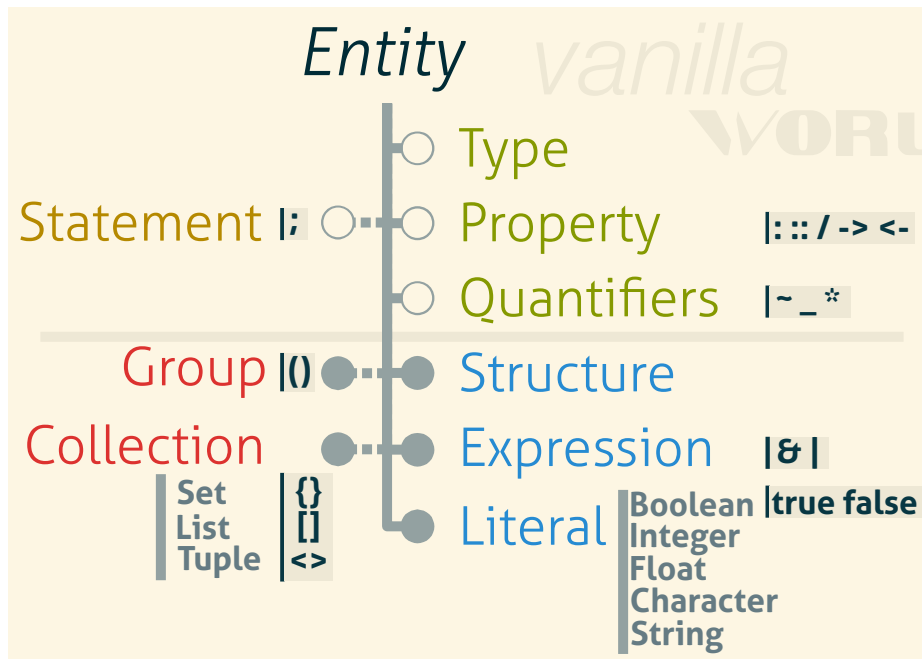 Entity
vanilla
WORL
Type
Statement |; Property |: :: / -> <-
Quantifiers |~ _ *
Group |() Structure
Collection Expression |& |
Set {}
List []
Tuple <>
Literal
Boolean |true false
Integer
Float
Character
String